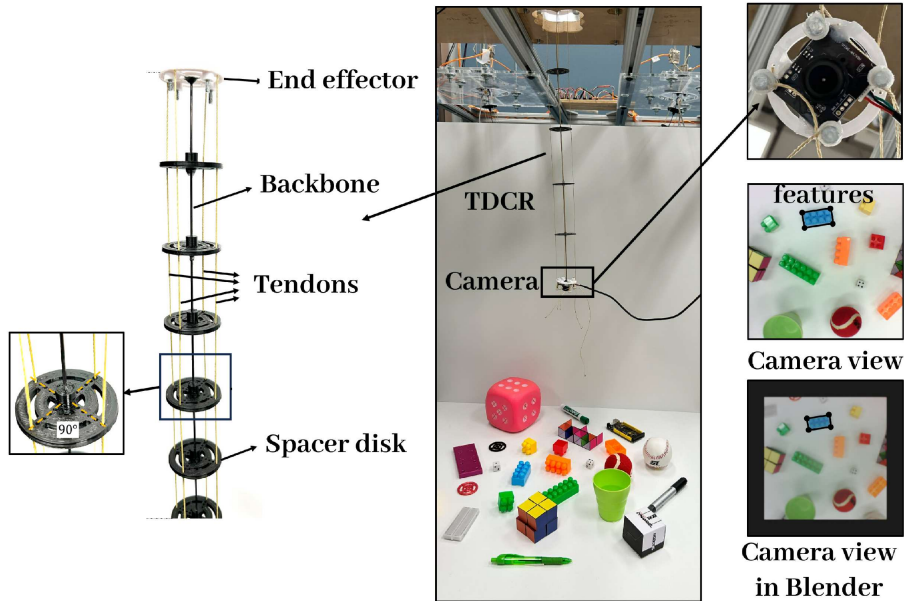 End effector
Backbone
Tendons
90°
Spacer disk
TDCR
Camera
features
Camera view
Camera view
in Blender